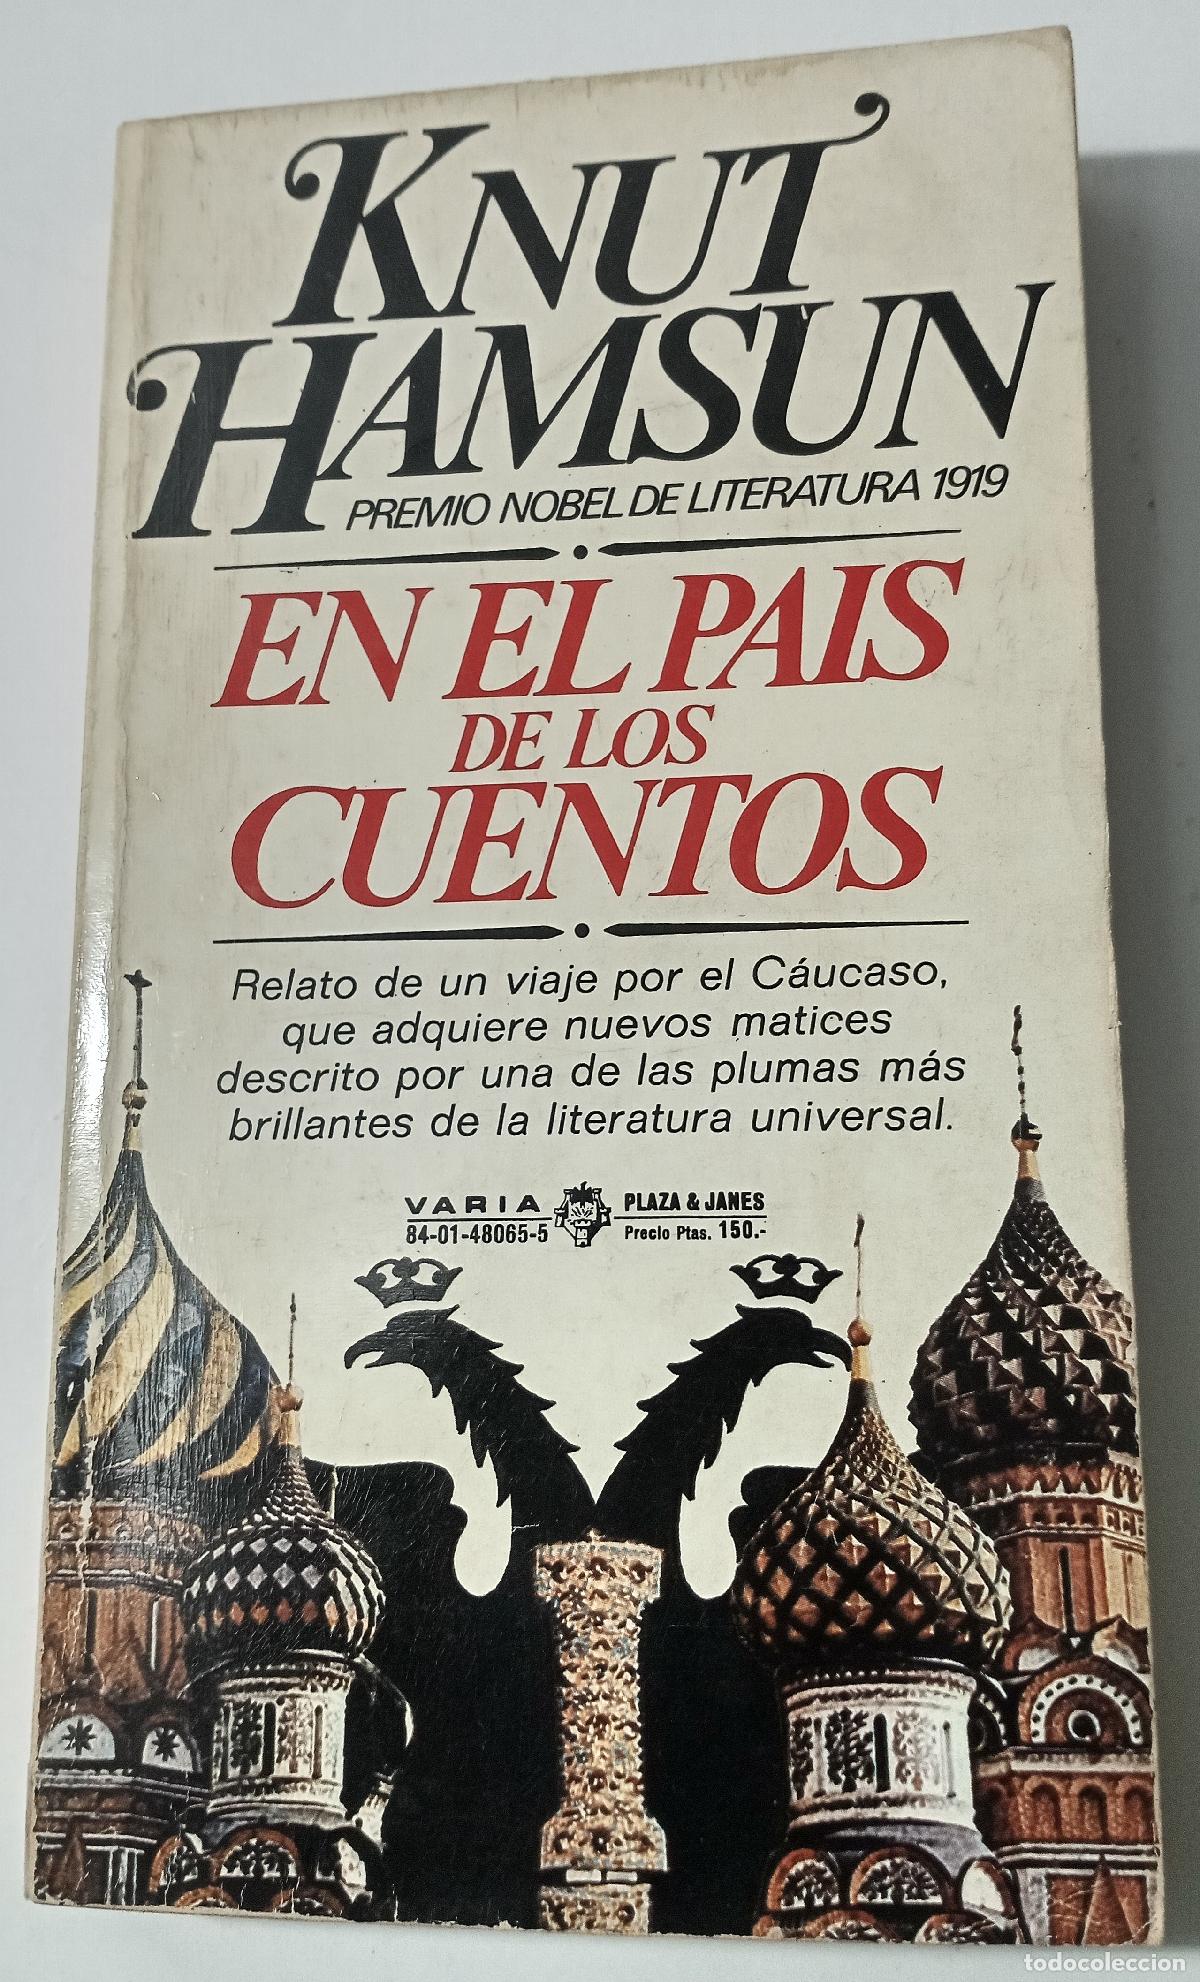 KNUT
HAMSUN
PREMIO NOBEL DE LITERATURA 1919
EN EL PAIS
DE LOS
CUENTOS
Relato de un viaje por el Cáucaso,
que adquiere nuevos matices
descrito por una de las plumas más
brillantes de la literatura universal.
VARIA
84-01-48065-5
PLAZA & JANES
Precio Ptas. 150.-
todocoleccion